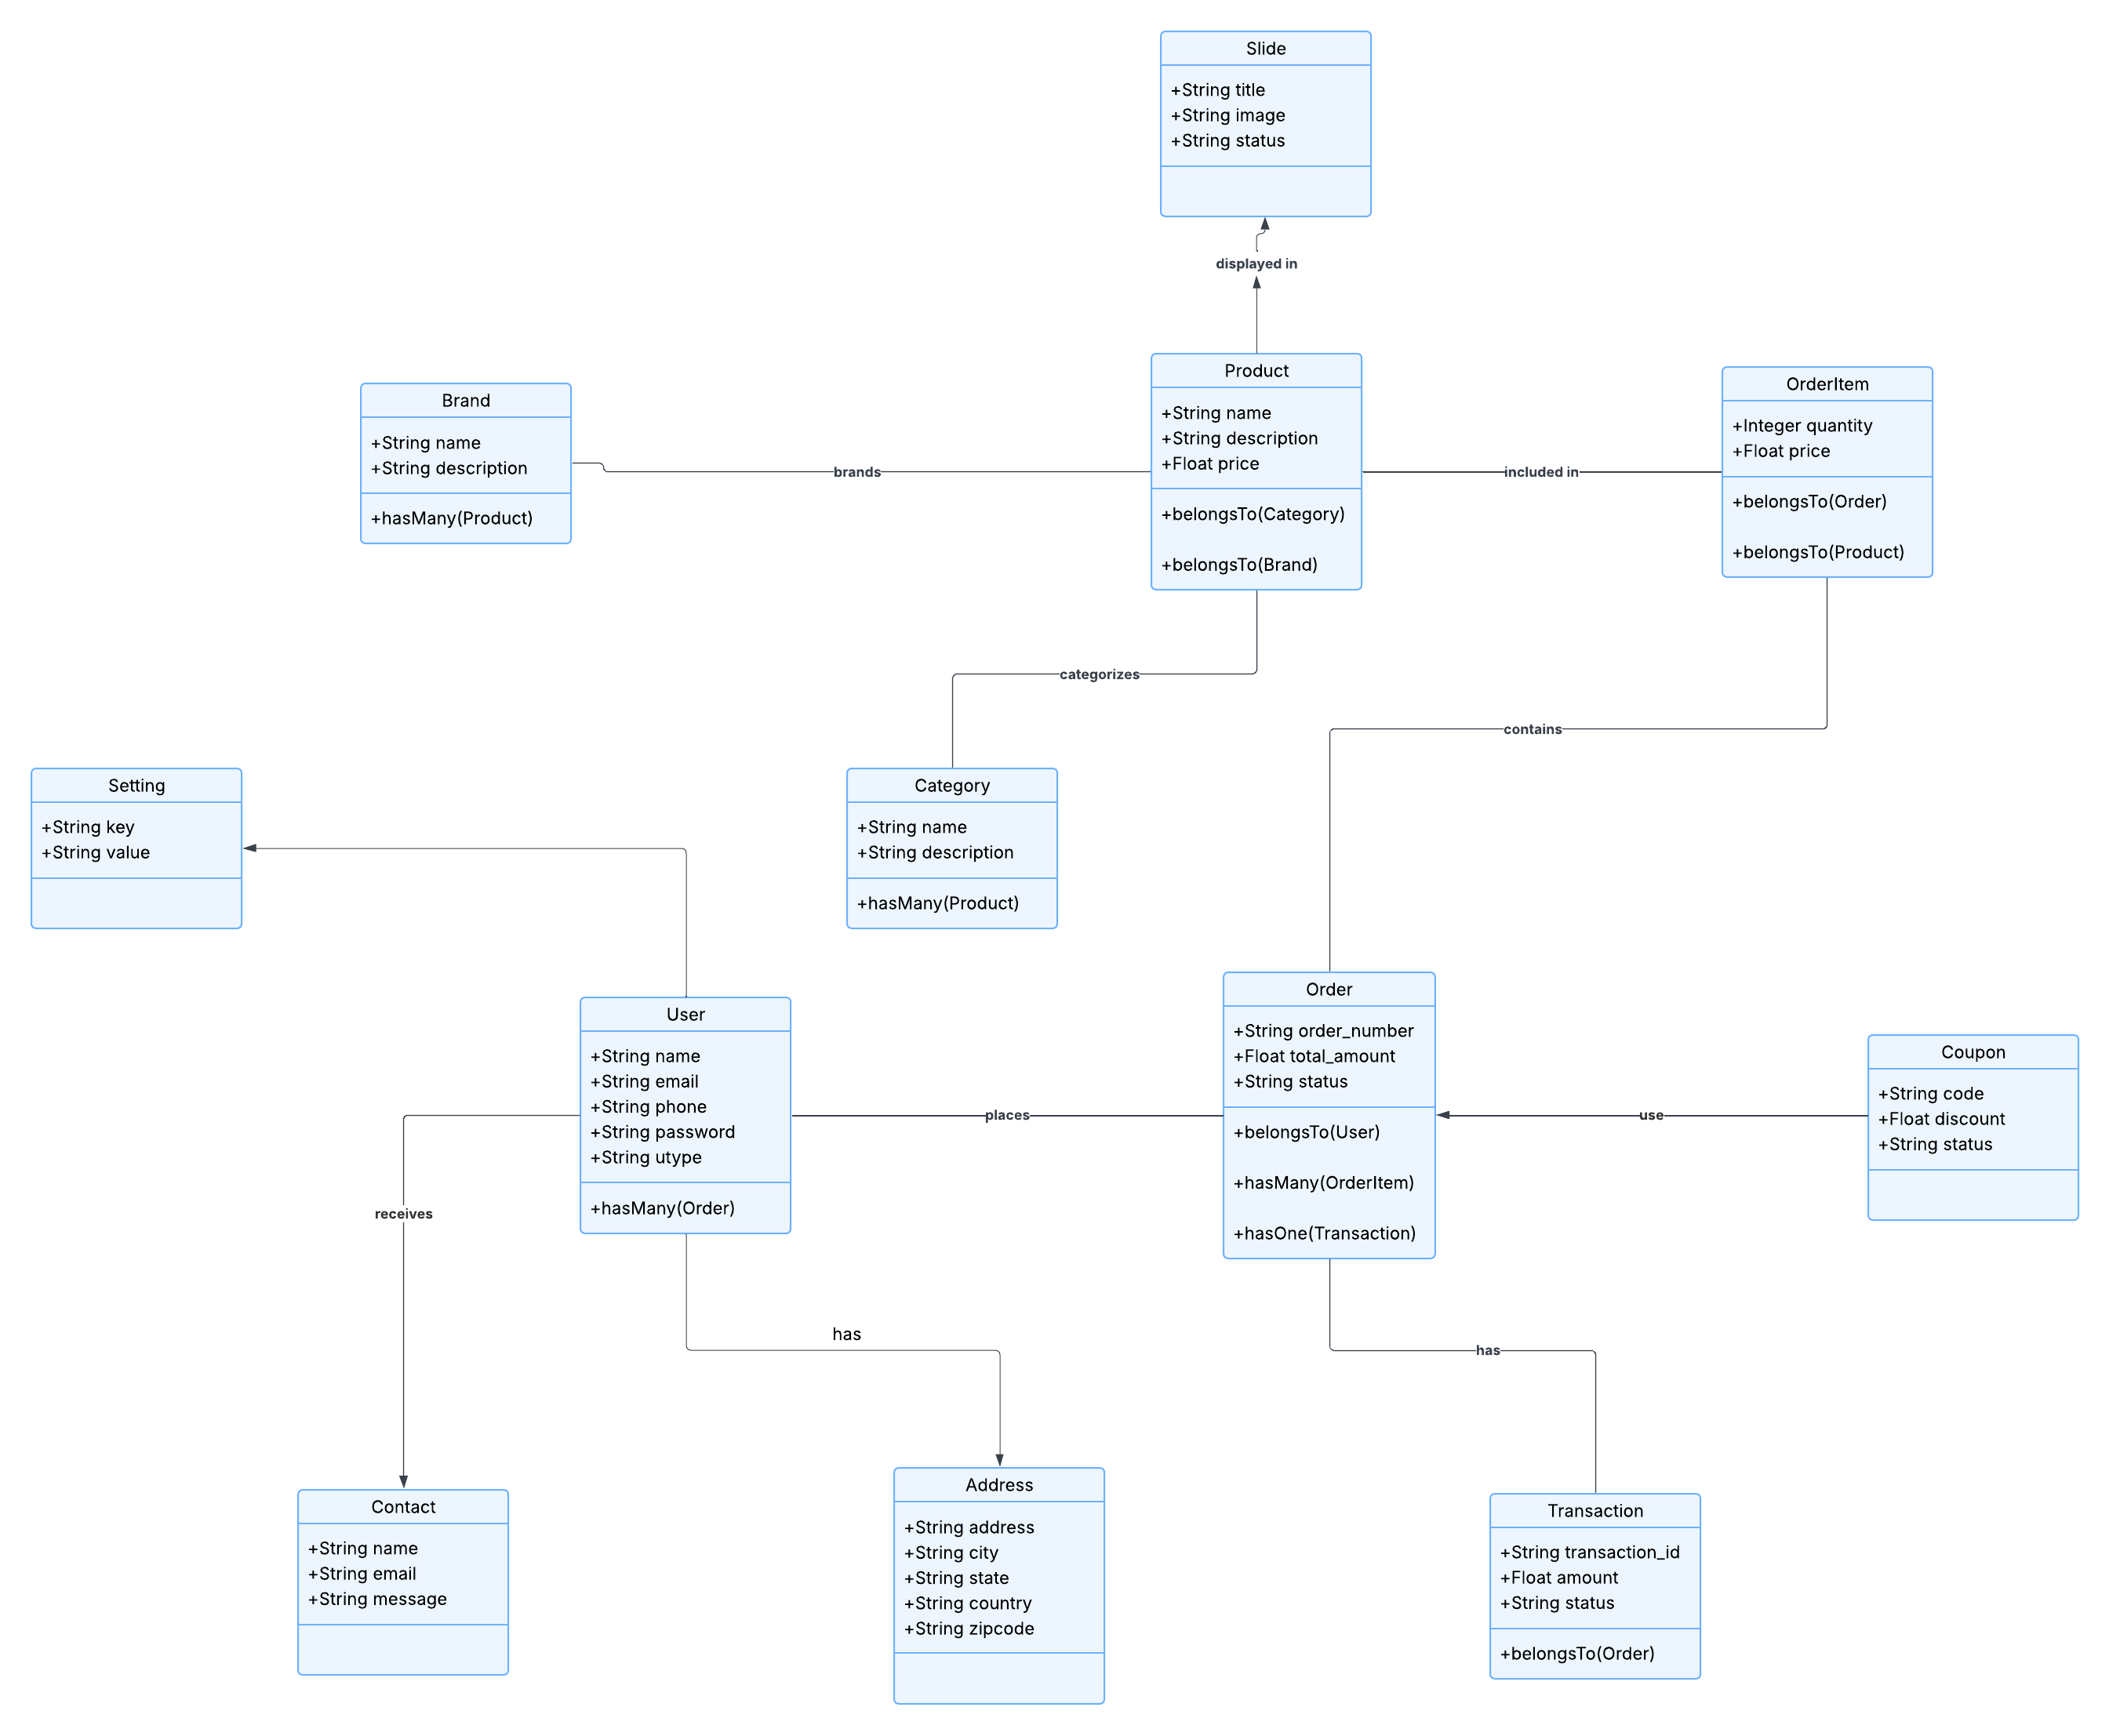 Slide
+String title
+String image
+String status
displayed in
Product
+String name
+String description
+Float price
+belongsTo(Category)
+belongsTo(Brand)
Brand
+String name
+String description
+hasMany(Product)
brands
included in
OrderItem
+Integer quantity
+Float price
+belongsTo(Order)
+belongsTo(Product)
categorizes
contains
Setting
+String key
+String value
Category
+String name
+String description
+hasMany(Product)
User
+String name
+String email
+String phone
+String password
+String utype
+hasMany(Order)
places
Order
+String order_number
+Float total_amount
+String status
+belongsTo(User)
+hasMany(OrderItem)
+hasOne(Transaction)
use
Coupon
+String code
+Float discount
+String status
receives
has
has
Contact
+String name
+String email
+String message
Address
+String address
+String city
+String state
+String country
+String zipcode
Transaction
+String transaction_id
+Float amount
+String status
+belongsTo(Order)